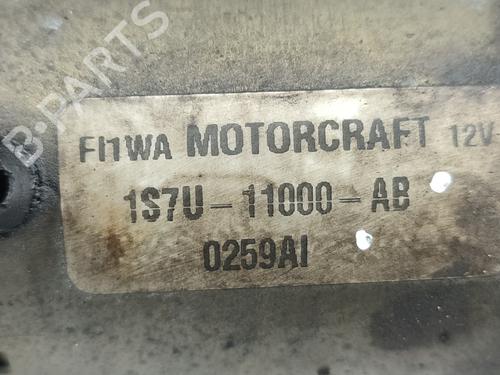 B-PARTS
FI1WA MOTORCRAFT 12V
1S7U-11000-AB
0259AI